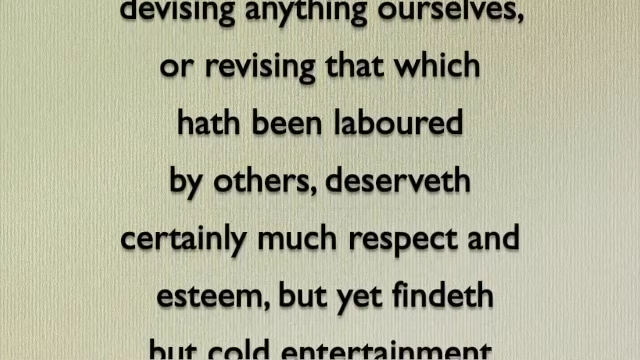 devising anything ourselves,
or revising that which
hath been laboured
by others, deserveth
certainly much respect and
esteem, but yet findeth
but cold entertainment